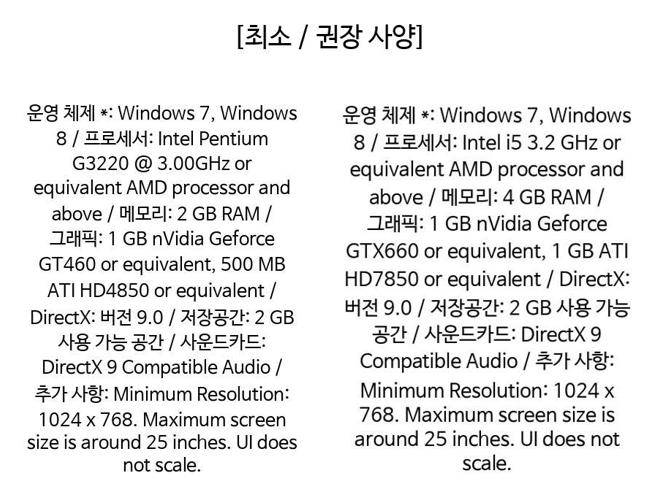 [최소 / 권장 사양]
운영 체제 *: Windows 7, Windows
8 / 프로세서: Intel Pentium
G3220 @ 3.00GHz or
equivalent AMD processor and
above / 메모리: 2 GB RAM /
그래픽: 1 GB nVidia Geforce
GT460 or equivalent, 500 MB
ATI HD4850 or equivalent /
DirectX: 버전 9.0 / 저장공간: 2 GB
사용 가능 공간 / 사운드카드:
DirectX 9 Compatible Audio /
추가 사항: Minimum Resolution:
1024 x 768. Maximum screen
size is around 25 inches. UI does
not scale.
운영 체제 *: Windows 7, Windows
8 / 프로세서: Intel i5 3.2 GHz or
equivalent AMD processor and
above / 메모리: 4 GB RAM /
그래픽: 1 GB nVidia Geforce
GTX660 or equivalent, 1 GB ATI
HD7850 or equivalent / DirectX:
버전 9.0 / 저장공간: 2 GB 사용 가능
공간 / 사운드카드: DirectX 9
Compatible Audio / 추가 사항:
Minimum Resolution: 1024 x
768. Maximum screen size is
around 25 inches. UI does not
scale.